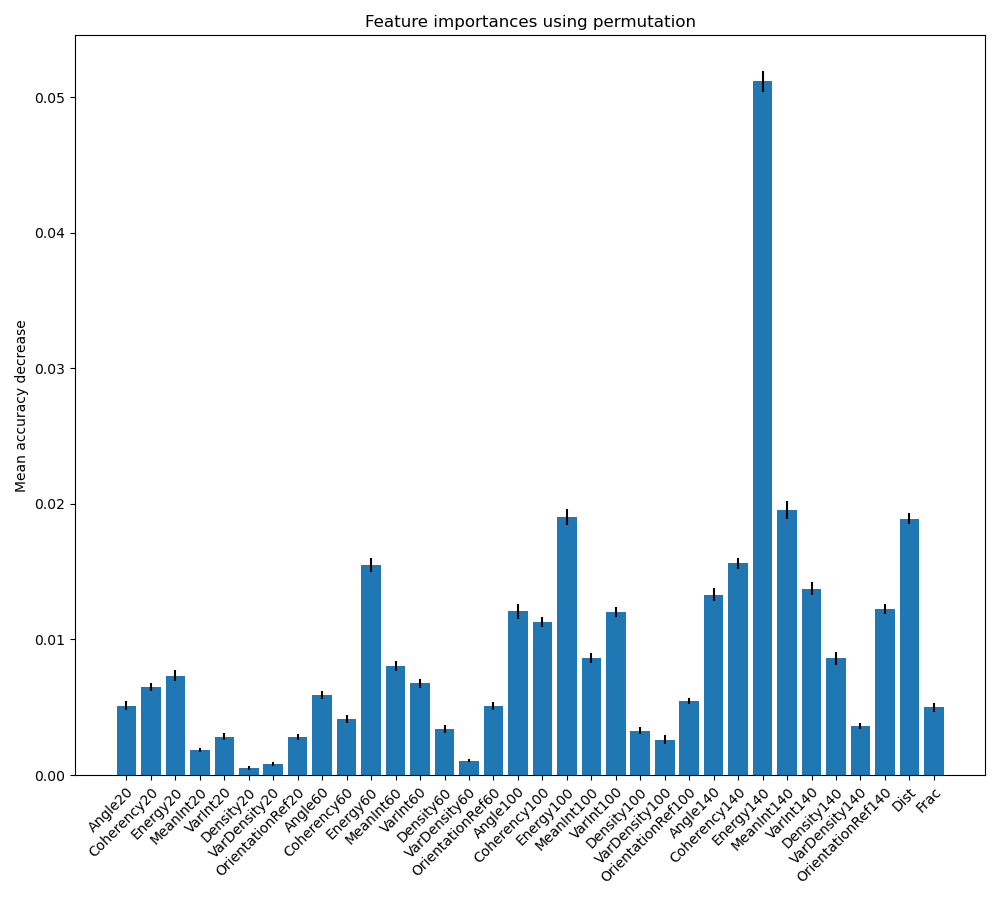 Feature importances using permutation
Mean accuracy decrease
0.05
0.04
0.03
0.02
0.01
0.00
Angle20
Coherency20
Energy20
MeanInt20
VarInt20
Density20
VarDensity20
OrientationRef20
Angle60
Coherency60
Energy60
MeanInt60
VarInt60
Density60
VarDensity60
OrientationRef60
Angle100
Coherency100
Energy100
MeanInt100
VarInt100
Density100
VarDensity100
OrientationRef100
Angle140
Coherency140
Energy140
MeanInt140
VarInt140
Density140
VarDensity140
OrientationRef140
Dist
Frac